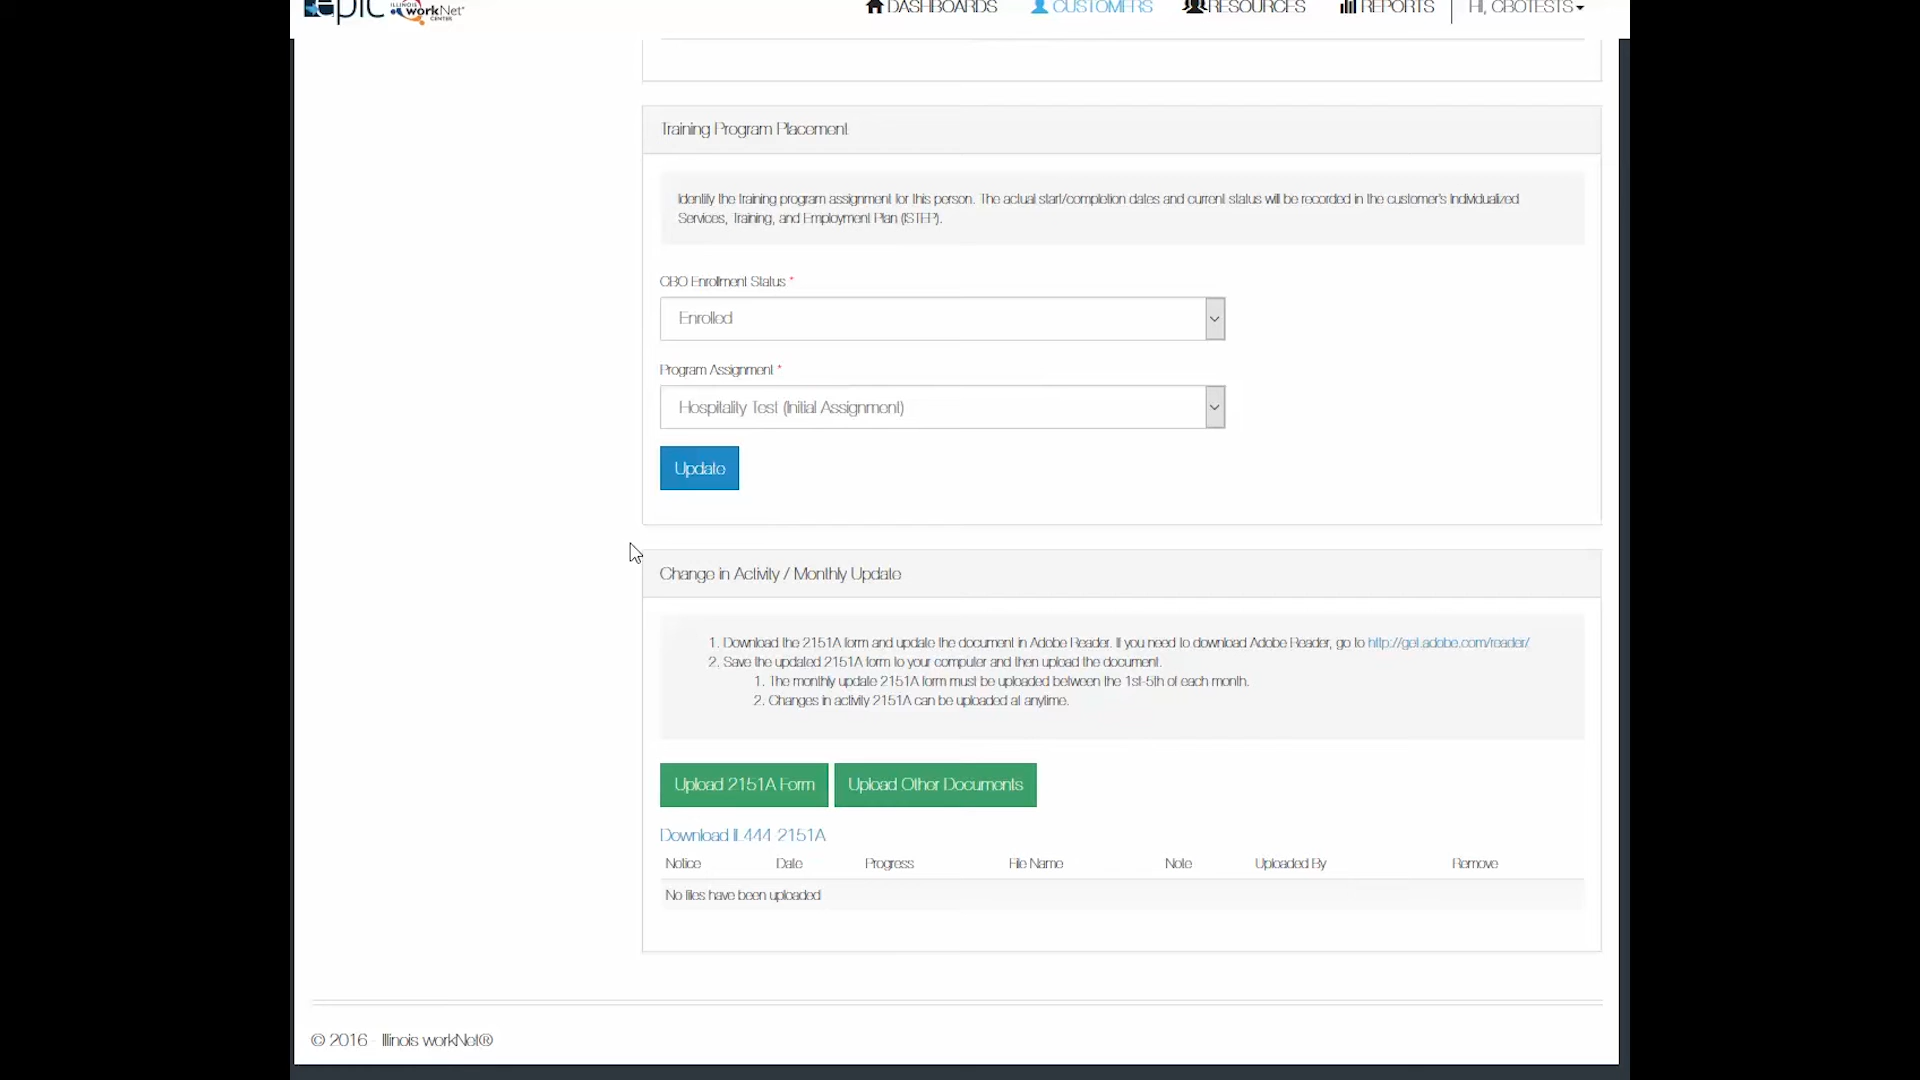 epic ILLINOIS workNet CENTER
DASHBOARDS CUSTOMERS RESOURCES REPORTS HI, CBOTESTS
Training Program Placement
Identify the training program assignment for this person. The actual start/completion dates and current status will be recorded in the customer's Individualized
Services, Training, and Employment Plan (ISTEP).
CBO Enrollment Status *
Enrolled
Program Assignment *
Hospitality Test (Initial Assignment)
Update
Change in Activity / Monthly Update
1. Download the 2151A form and update the document in Adobe Reader. If you need to download Adobe Reader, go to http://get.adobe.com/reader/
2. Save the updated 2151A form to your computer and then upload the document.
1. The monthly update 2151A form must be uploaded between the 1st-5th of each month.
2. Changes in activity 2151A can be uploaded at anytime.
Upload 2151A Form Upload Other Documents
Download IL444-2151A
Notice Date Progress File Name Note Uploaded By Remove
No files have been uploaded
© 2016 - Illinois workNet®